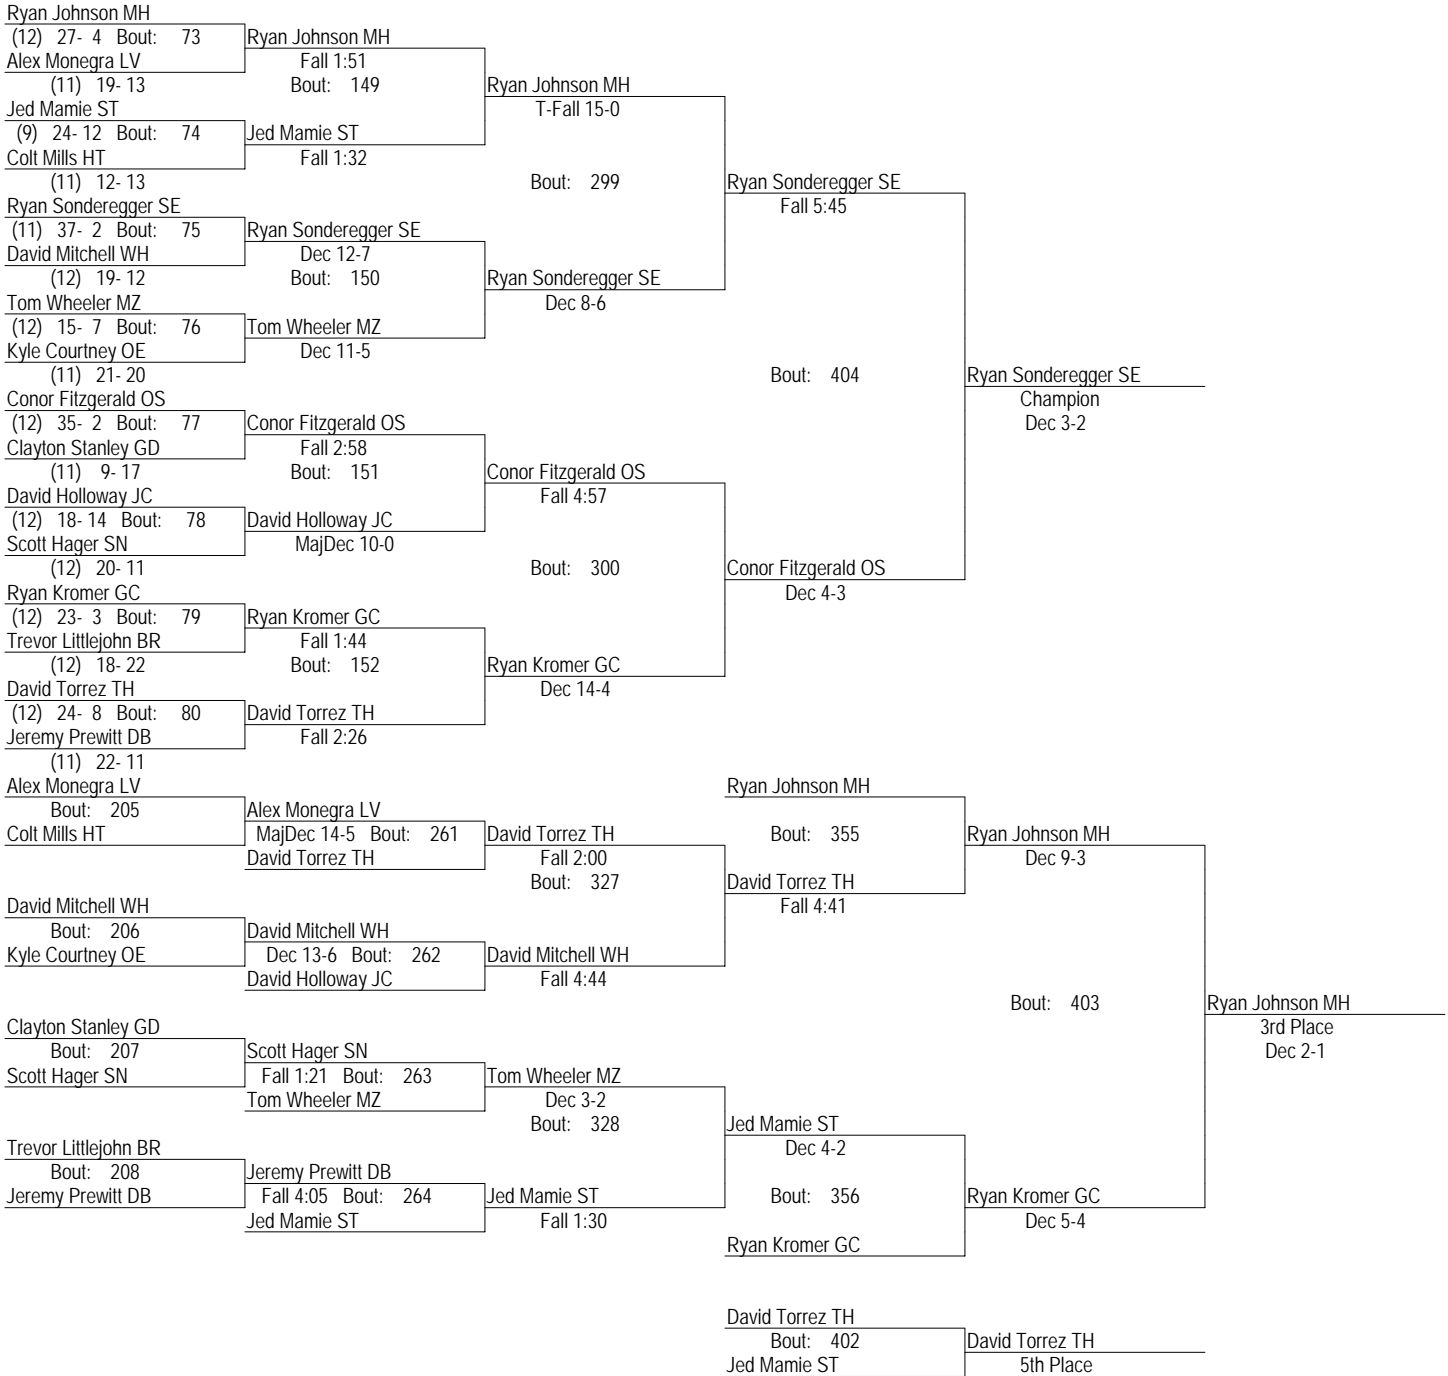 Ryan Johnson MH
(12) 27- 4 Bout: 73 Ryan Johnson MH
Alex Monegra LV Fall 1:51
(11) 19- 13 Bout: 149 Ryan Johnson MH
Jed Mamie ST T-Fall 15-0
(9) 24- 12 Bout: 74 Jed Mamie ST
Colt Mills HT Fall 1:32
(11) 12- 13 Bout: 299 Ryan Sonderegger SE
Ryan Sonderegger SE Fall 5:45
(11) 37- 2 Bout: 75 Ryan Sonderegger SE
David Mitchell WH Dec 12-7
(12) 19- 12 Bout: 150 Ryan Sonderegger SE
Tom Wheeler MZ Dec 8-6
(12) 15- 7 Bout: 76 Tom Wheeler MZ
Kyle Courtney OE Dec 11-5
(11) 21- 20 Bout: 404 Ryan Sonderegger SE
Conor Fitzgerald OS Champion
(12) 35- 2 Bout: 77 Conor Fitzgerald OS Dec 3-2
Clayton Stanley GD Fall 2:58
(11) 9- 17 Bout: 151 Conor Fitzgerald OS
David Holloway JC Fall 4:57
(12) 18- 14 Bout: 78 David Holloway JC
Scott Hager SN MajDec 10-0
(12) 20- 11 Bout: 300 Conor Fitzgerald OS
Ryan Kromer GC Dec 4-3
(12) 23- 3 Bout: 79 Ryan Kromer GC
Trevor Littlejohn BR Fall 1:44
(12) 18- 22 Bout: 152 Ryan Kromer GC
David Torrez TH Dec 14-4
(12) 24- 8 Bout: 80 David Torrez TH
Jeremy Prewitt DB Fall 2:26
(11) 22- 11
Alex Monegra LV Ryan Johnson MH
Bout: 205 Alex Monegra LV
Colt Mills HT MajDec 14-5 Bout: 261 David Torrez TH Bout: 355 Ryan Johnson MH
David Torrez TH Fall 2:00 Dec 9-3
Bout: 327 David Torrez TH
David Mitchell WH Fall 4:41
Bout: 206 David Mitchell WH
Kyle Courtney OE Dec 13-6 Bout: 262 David Mitchell WH
David Holloway JC Fall 4:44
Bout: 403 Ryan Johnson MH
Clayton Stanley GD 3rd Place
Bout: 207 Scott Hager SN Dec 2-1
Scott Hager SN Fall 1:21 Bout: 263 Tom Wheeler MZ
Tom Wheeler MZ Dec 3-2
Bout: 328 Jed Mamie ST
Trevor Littlejohn BR Dec 4-2
Bout: 208 Jeremy Prewitt DB
Jeremy Prewitt DB Fall 4:05 Bout: 264 Jed Mamie ST Bout: 356 Ryan Kromer GC
Jed Mamie ST Fall 1:30 Dec 5-4
Ryan Kromer GC
David Torrez TH
Bout: 402 David Torrez TH
Jed Mamie ST 5th Place